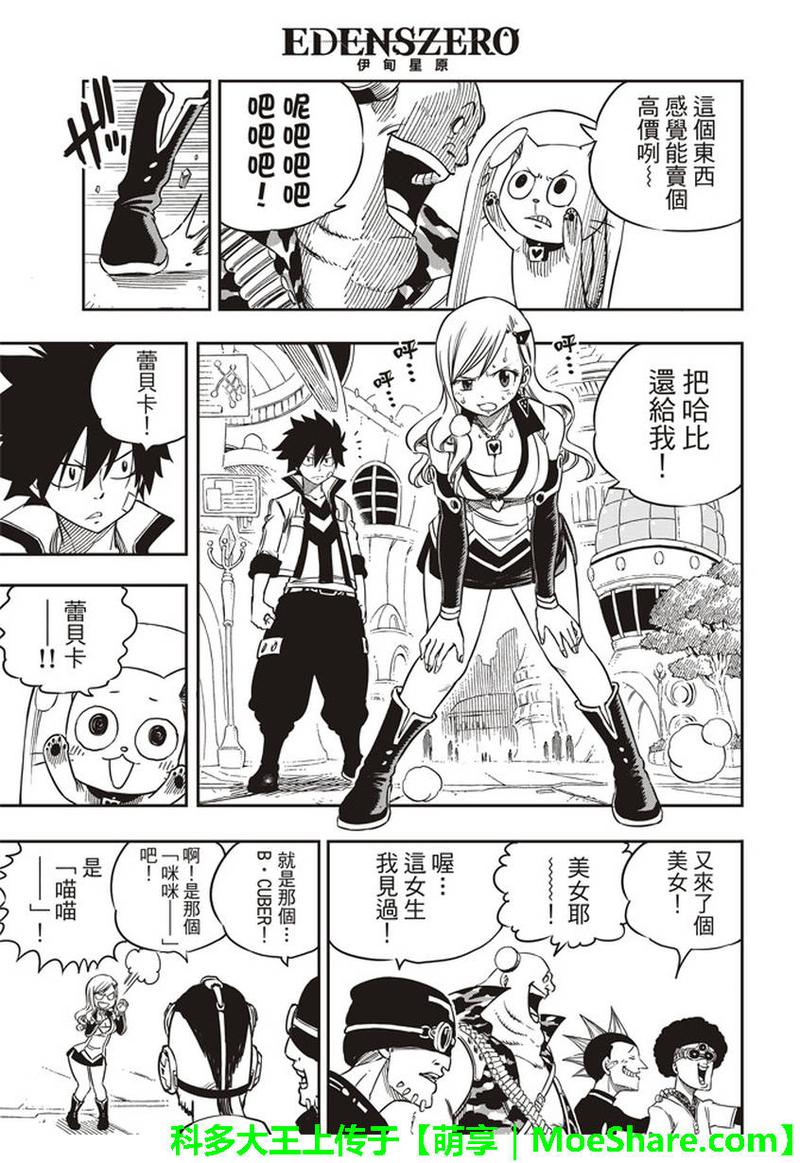 EDENSZERO
伊甸星原
這個東西
感覺能賣個
高價咧～
呢吧吧吧
吧吧吧！
把哈比
還給我！
呼…
呼…
呼…
蕾貝卡！
蕾貝卡
──!!
又來了個
美女！
美女耶
～～！
喔…
這女生
我見過！
就是那個…
B・CUBER！
啊！是那個
「咪咪──」
吧！
是
「喵喵
──」！
科多大王上传于【萌享|MoeShare.com】